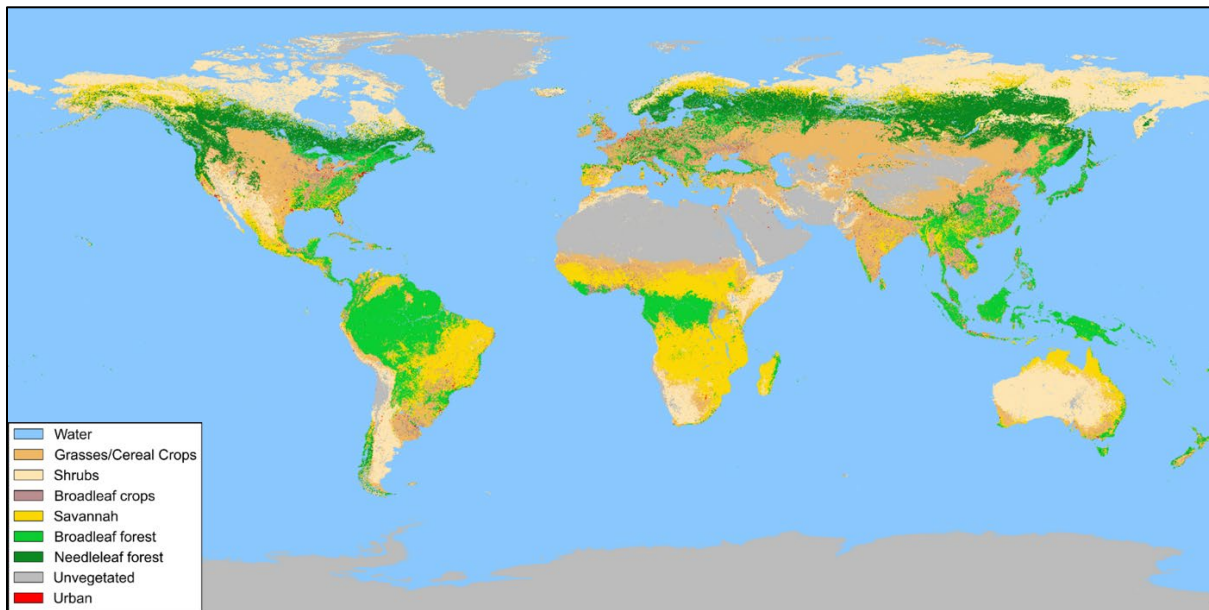 Water
Grasses/Cereal Crops
Shrubs
Broadleaf crops
Savannah
Broadleaf forest
Needleleaf forest
Unvegetated
Urban